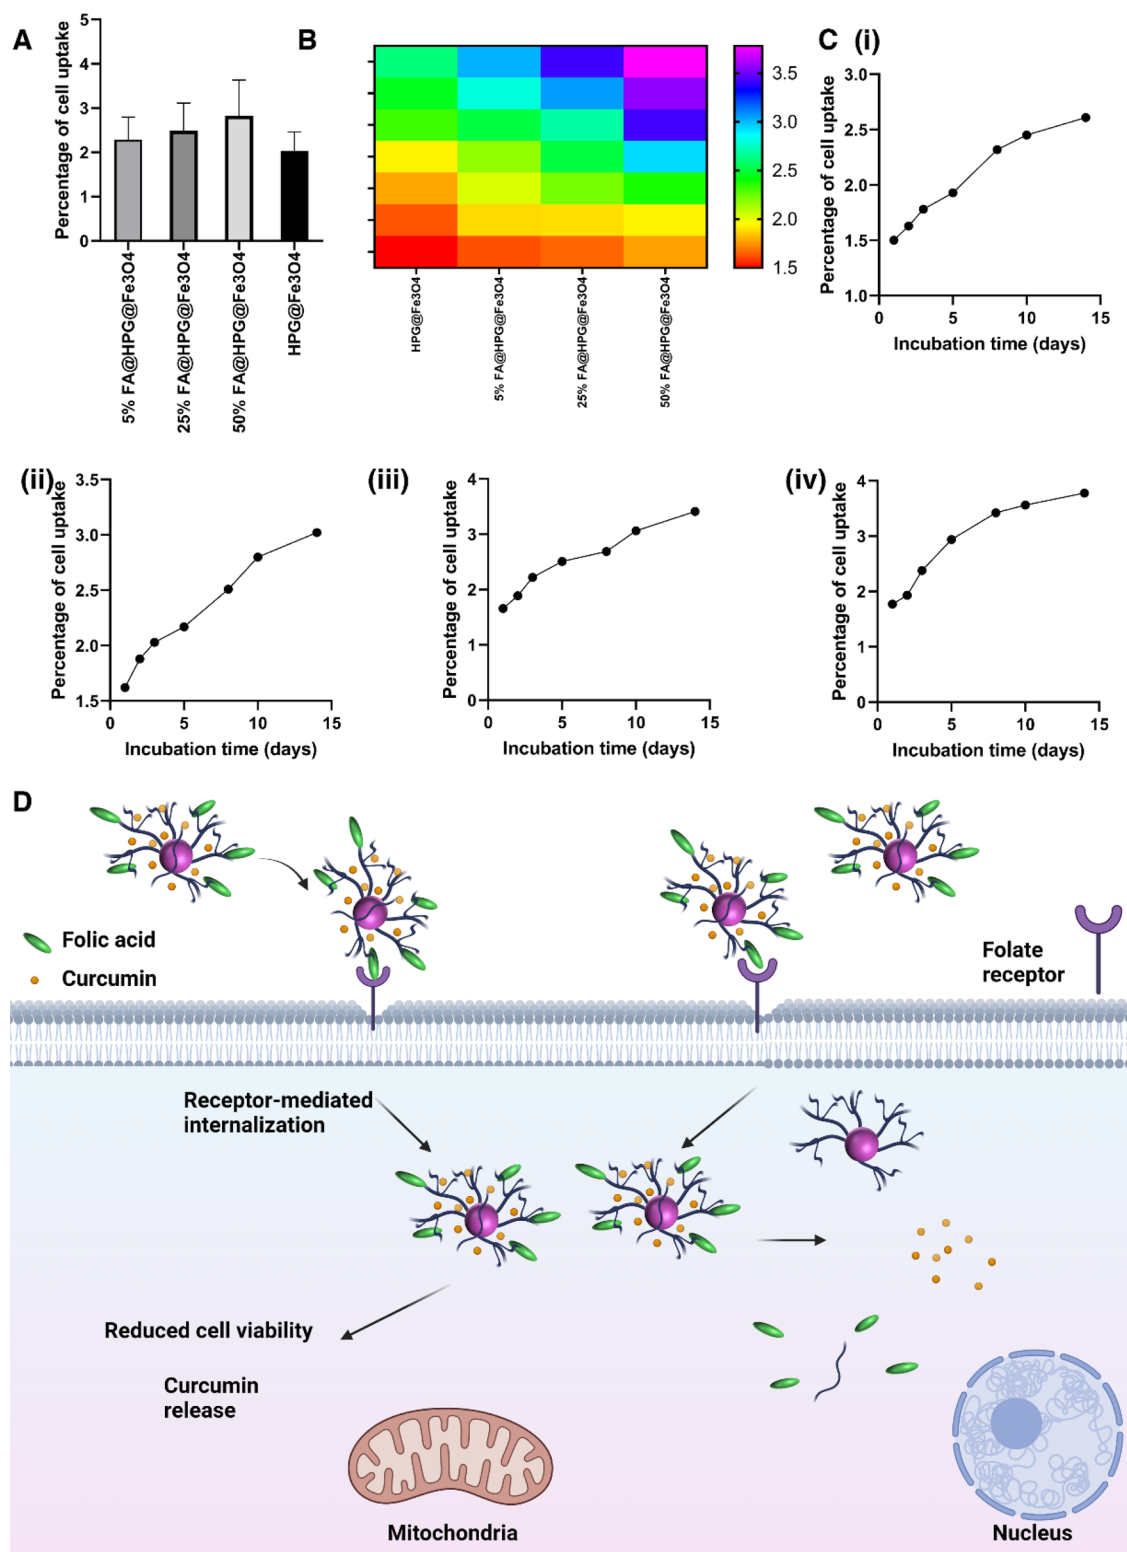 A
Percentage of cell uptake
5
4
3
2
1
0
5% FA@HPG@Fe3O4
25% FA@HPG@Fe3O4
50% FA@HPG@Fe3O4
HPG@Fe3O4
B
HPG@Fe3O4
5% FA@HPG@Fe3O4
25% FA@HPG@Fe3O4
50% FA@HPG@Fe3O4
3.5
3.0
2.5
2.0
1.5
C (i)
Percentage of cell uptake
3.0
2.5
2.0
1.5
1.0
0 5 10 15
Incubation time (days)
(ii)
Percentage of cell uptake
3.5
3.0
2.5
2.0
1.5
0 5 10 15
Incubation time (days)
(iii)
Percentage of cell uptake
4
3
2
1
0
0 5 10 15
Incubation time (days)
(iv)
Percentage of cell uptake
4
3
2
1
0
0 5 10 15
Incubation time (days)
D
Folic acid
Curcumin
Folate
receptor
Receptor-mediated
internalization
Reduced cell viability
Curcumin
release
Mitochondria
Nucleus